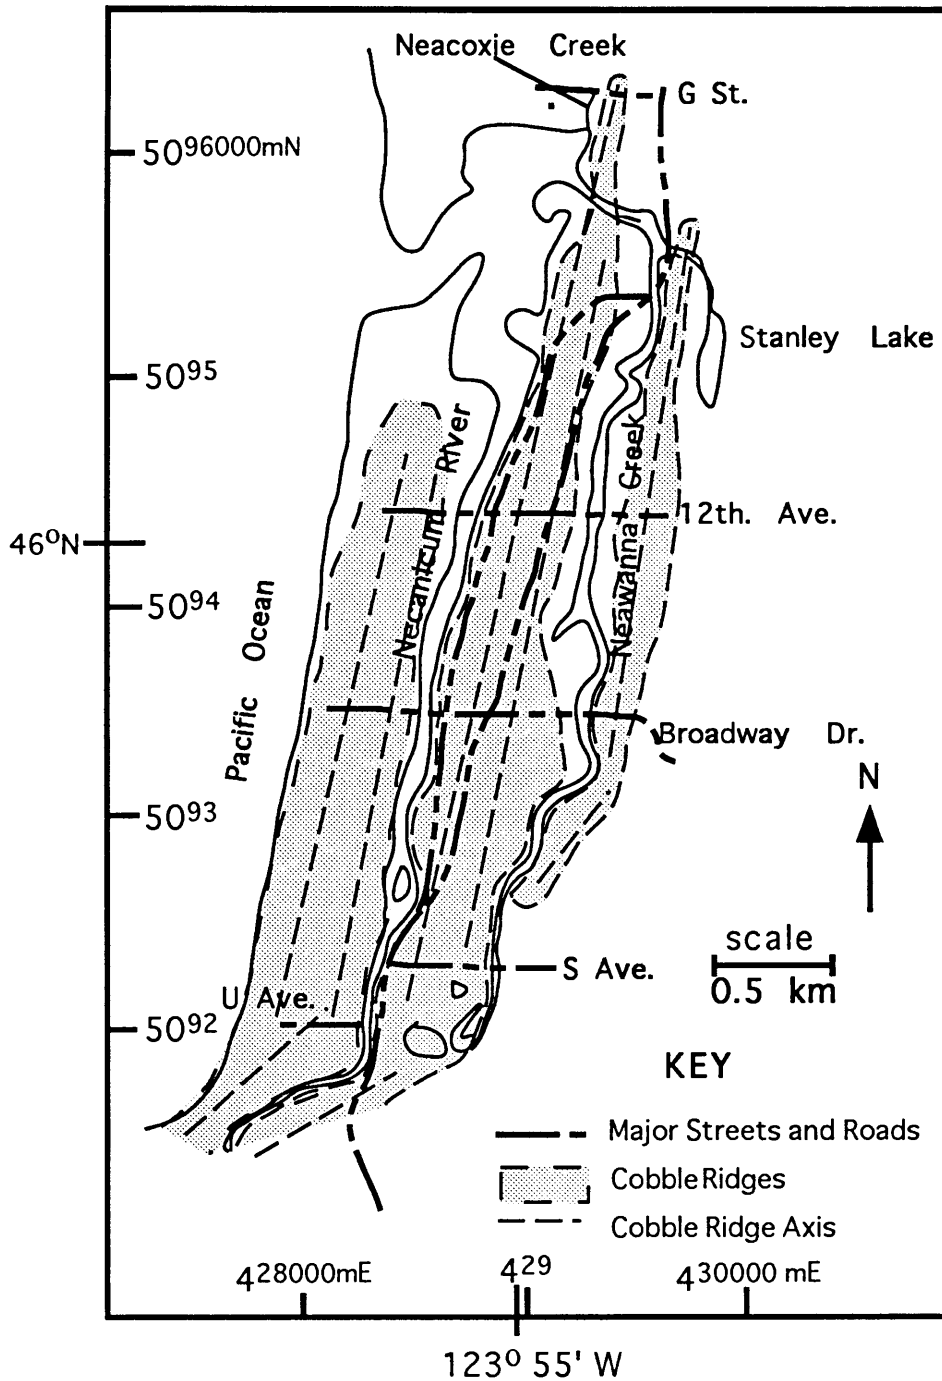 Neacoxie Creek
G St.
5096000mN
Stanley Lake
5095
Necanicum River
Neawanna Creek
12th. Ave.
46°N
5094
Pacific Ocean
Broadway Dr.
N
5093
scale
0.5 km
S Ave.
U Ave.
5092
KEY
Major Streets and Roads
Cobble Ridges
Cobble Ridge Axis
428000mE
429
430000 mE
123° 55' W